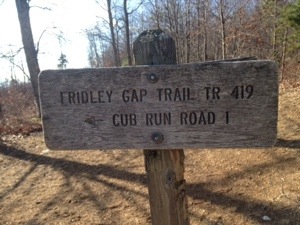 FRIDLEY GAP TRAIL TR 419
← CUB RUN ROAD 1